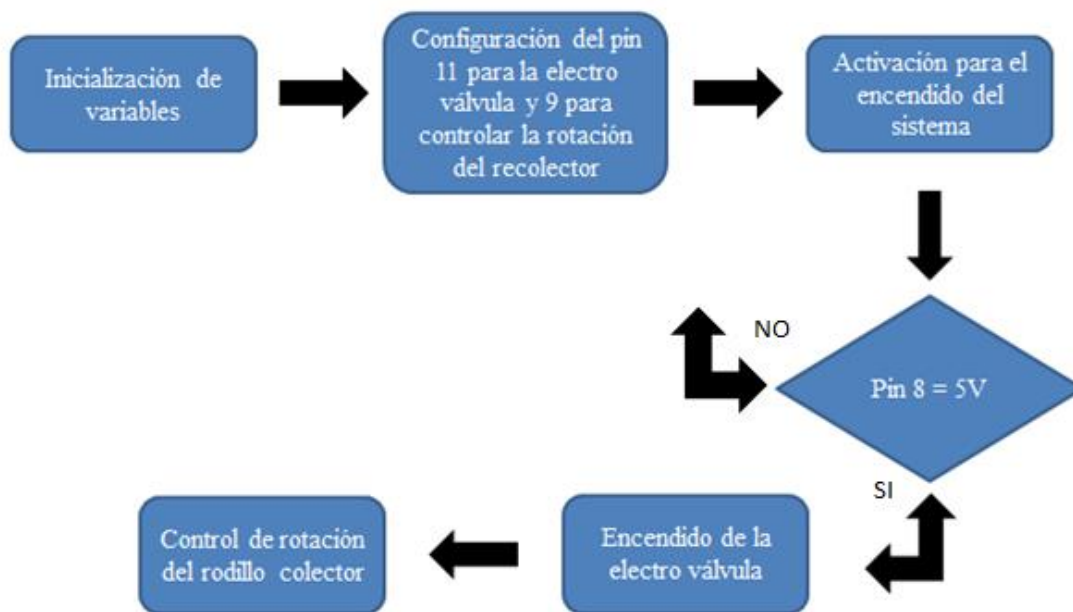 Inicialización de
variables
Configuración del pin
11 para la electro
válvula y 9 para
controlar la rotación
del recolector
Activación para el
encendido del
sistema
NO
Pin 8 = 5V
SI
Encendido de la
electro válvula
Control de rotación
del rodillo colector